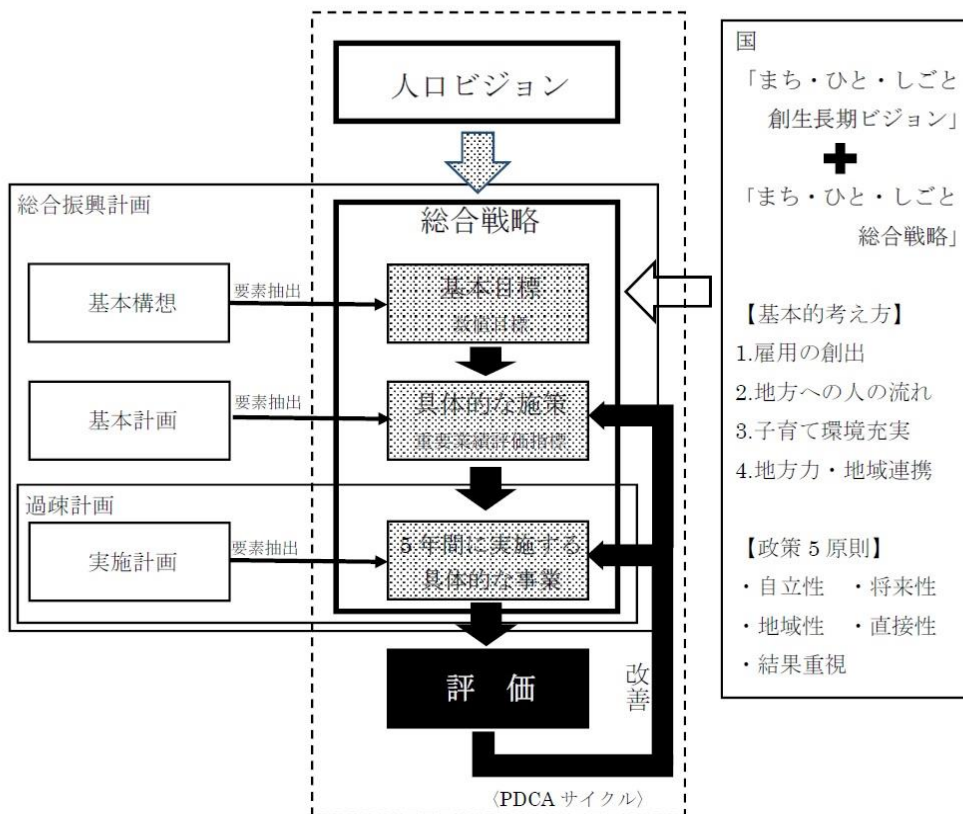 人口ビジョン
総合振興計画
総合戦略
基本構想
要素抽出
基本目標
数値目標
基本計画
要素抽出
具体的な施策
重要業績評価指標
過疎計画
実施計画
要素抽出
5年間に実施する
具体的な事業
評 価
改善
〈PDCAサイクル〉
国
「まち・ひと・しごと
創生長期ビジョン」
「まち・ひと・しごと
総合戦略」
【基本的考え方】
1.雇用の創出
2.地方への人の流れ
3.子育て環境充実
4.地方力・地域連携
【政策5原則】
・自立性 ・将来性
・地域性 ・直接性
・結果重視